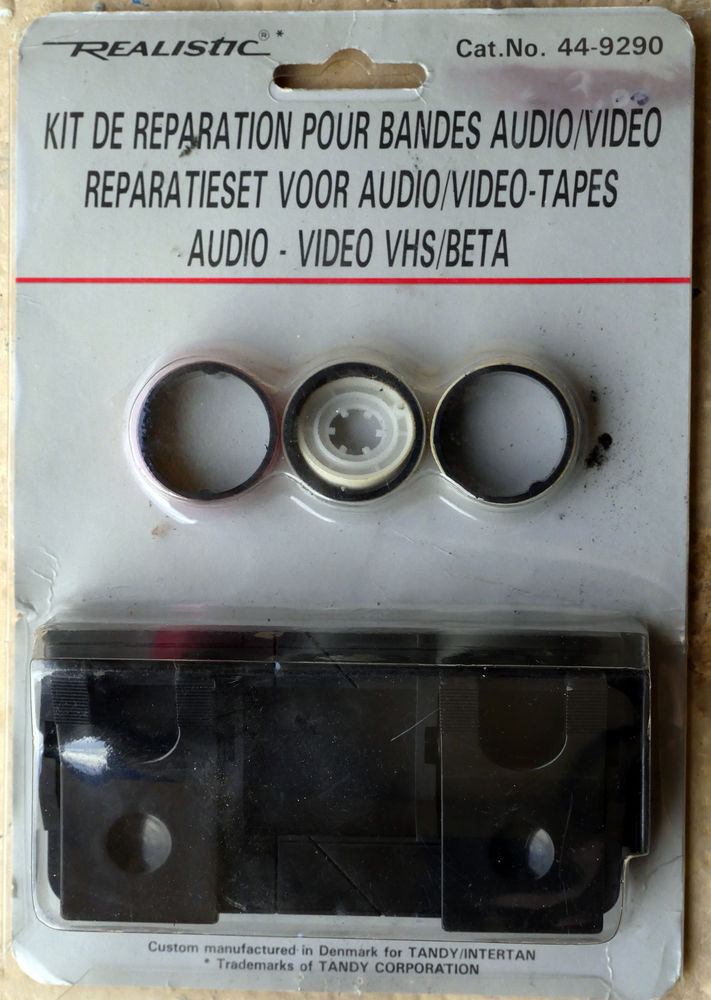 REALISTIC®*
Cat.No. 44-9290
KIT DE REPARATION POUR BANDES AUDIO/VIDEO
REPARATIESET VOOR AUDIO/VIDEO-TAPES
AUDIO - VIDEO VHS/BETA
Custom manufactured in Denmark for TANDY/INTERTAN
* Trademarks of TANDY CORPORATION